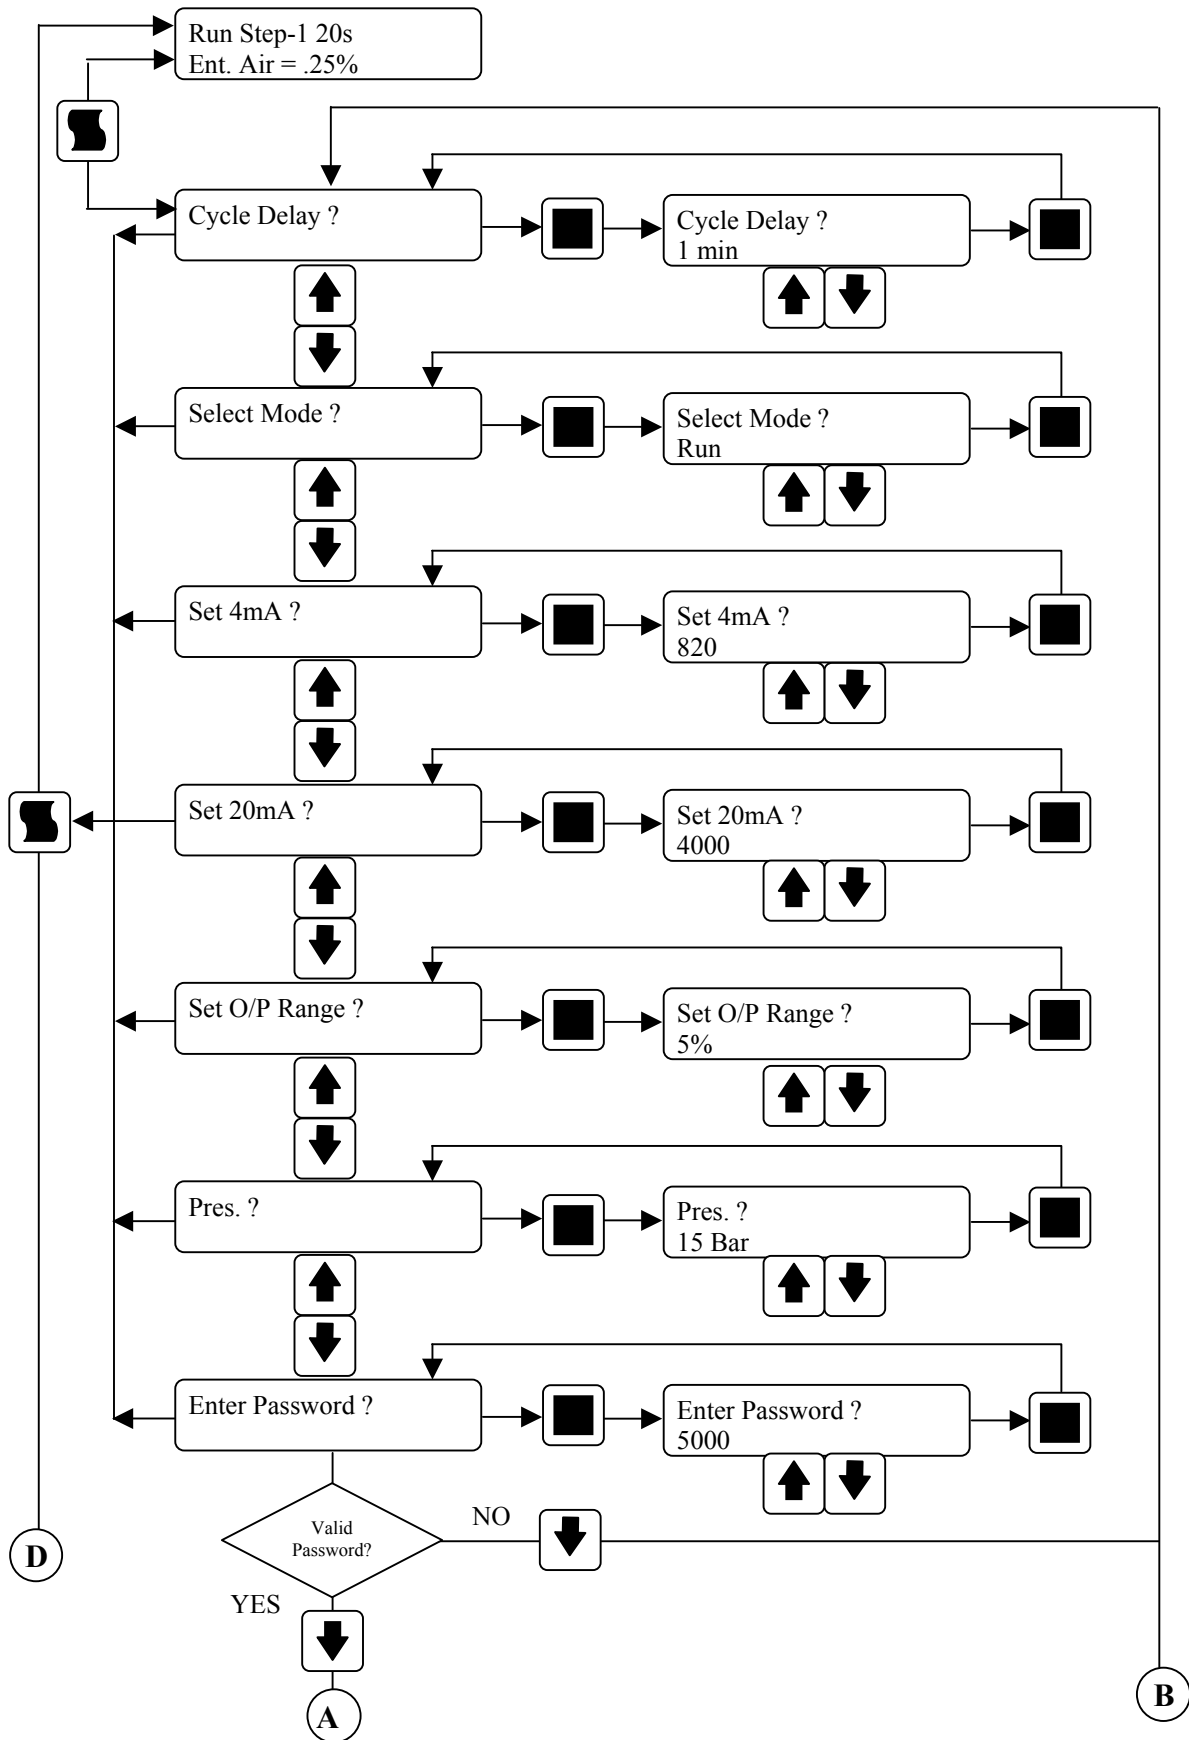 Run Step-1 20s
Ent. Air = .25%
Cycle Delay ?
Cycle Delay ?
1 min
Select Mode ?
Select Mode ?
Run
Set 4mA ?
Set 4mA ?
820
Set 20mA ?
Set 20mA ?
4000
Set O/P Range ?
Set O/P Range ?
5%
Pres. ?
Pres. ?
15 Bar
Enter Password ?
Enter Password ?
5000
Valid
Password?
NO
YES
D
A
B